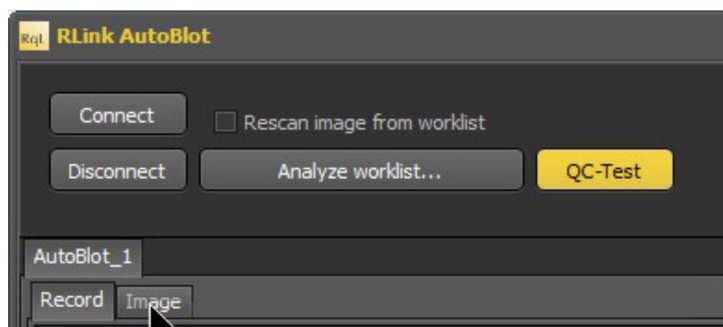 RqL RLink AutoBlot
Connect
Rescan image from worklist
Disconnect Analyze worklist... QC-Test
AutoBlot_1
Record Image